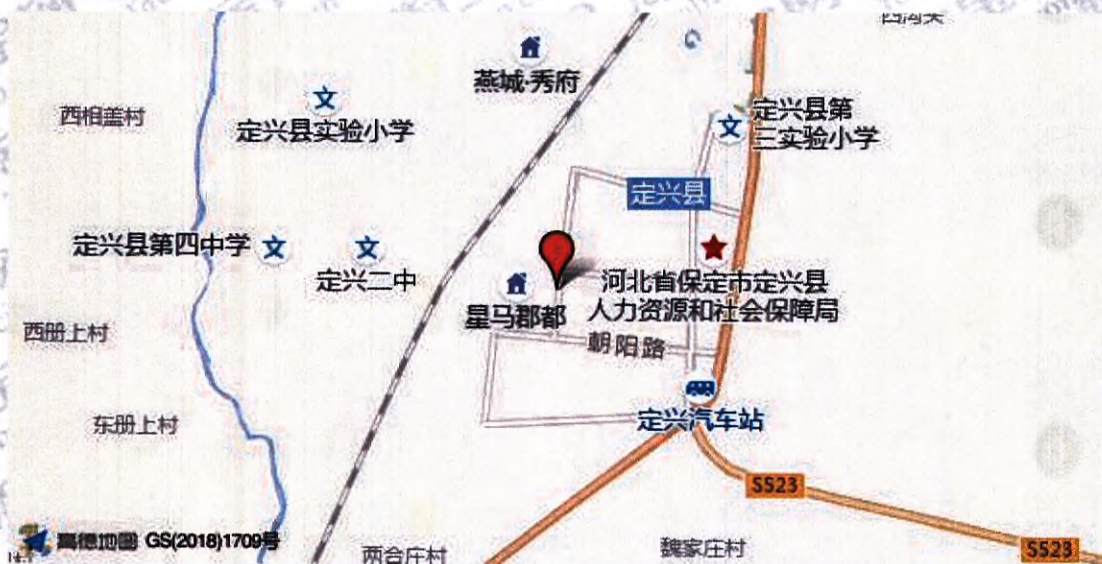 西沟头
燕城·秀府
西相盖村
定兴县实验小学
定兴县第
三实验小学
定兴县
定兴县第四中学
定兴二中
河北省保定市定兴县
人力资源和社会保障局
星马郡都
西册上村
朝阳路
东册上村
定兴汽车站
S523
高德地图 GS(2018)1709号
两合庄村
魏家庄村
S523